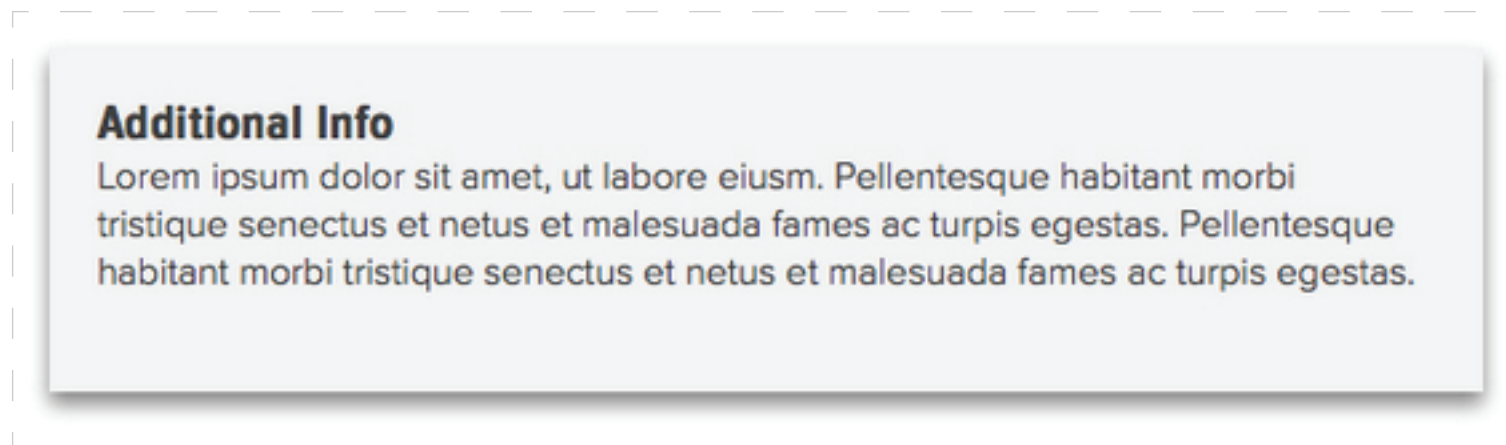 Additional Info
Lorem ipsum dolor sit amet, ut labore eiusm. Pellentesque habitant morbi
tristique senectus et netus et malesuada fames ac turpis egestas. Pellentesque
habitant morbi tristique senectus et netus et malesuada fames ac turpis egestas.